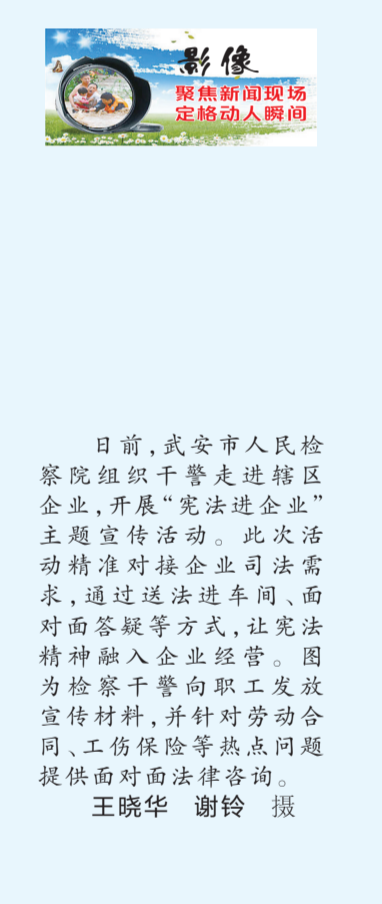 影像
聚焦新闻现场
定格动人瞬间
日前，武安市人民检
察院组织干警走进辖区
企业，开展“宪法进企业”
主题宣传活动。此次活
动精准对接企业司法需
求，通过送法进车间、面
对面答疑等方式，让宪法
精神融入企业经营。图
为检察干警向职工发放
宣传材料，并针对劳动合
同、工伤保险等热点问题
提供面对面法律咨询。
王晓华　谢铃　摄